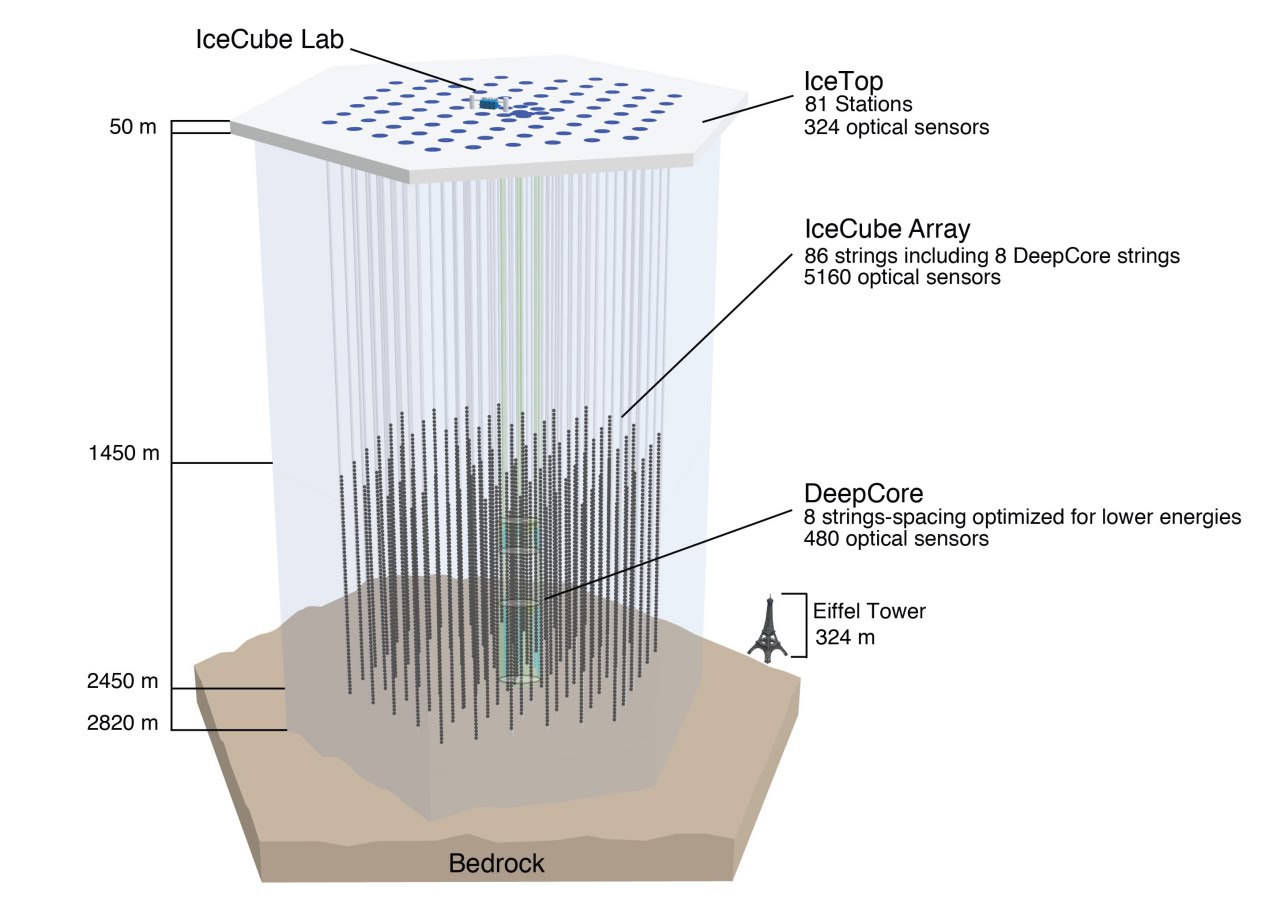 IceCube Lab
IceTop
81 Stations
324 optical sensors
50 m
IceCube Array
86 strings including 8 DeepCore strings
5160 optical sensors
1450 m
DeepCore
8 strings-spacing optimized for lower energies
480 optical sensors
Eiffel Tower
324 m
2450 m
2820 m
Bedrock